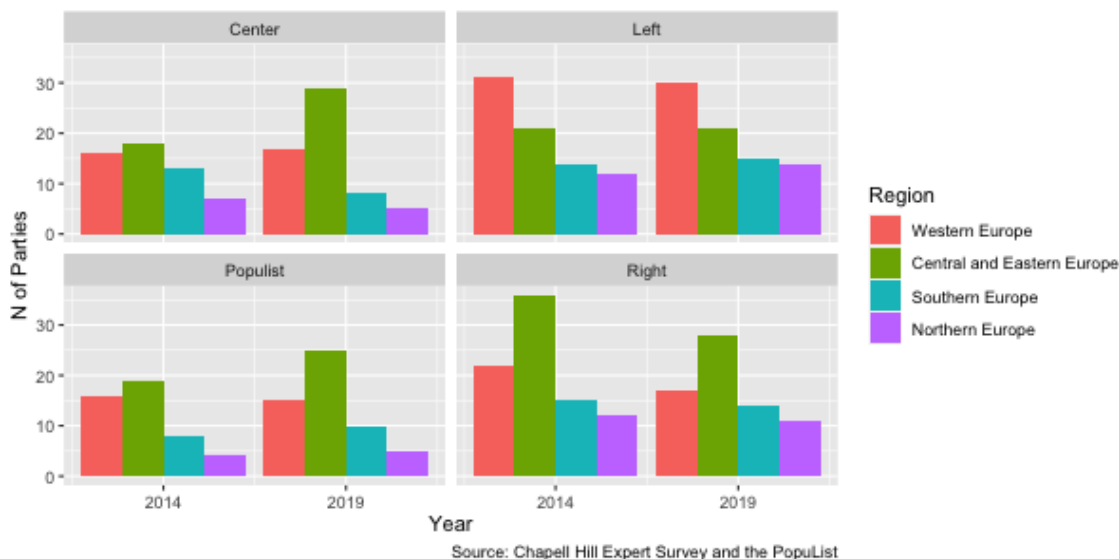 Center
Left
30
20
10
0
Populist
Right
30
20
10
0
2014
2019
2014
2019
N of Parties
Year
Region
Western Europe
Central and Eastern Europe
Southern Europe
Northern Europe
Source: Chapell Hill Expert Survey and the PopuList